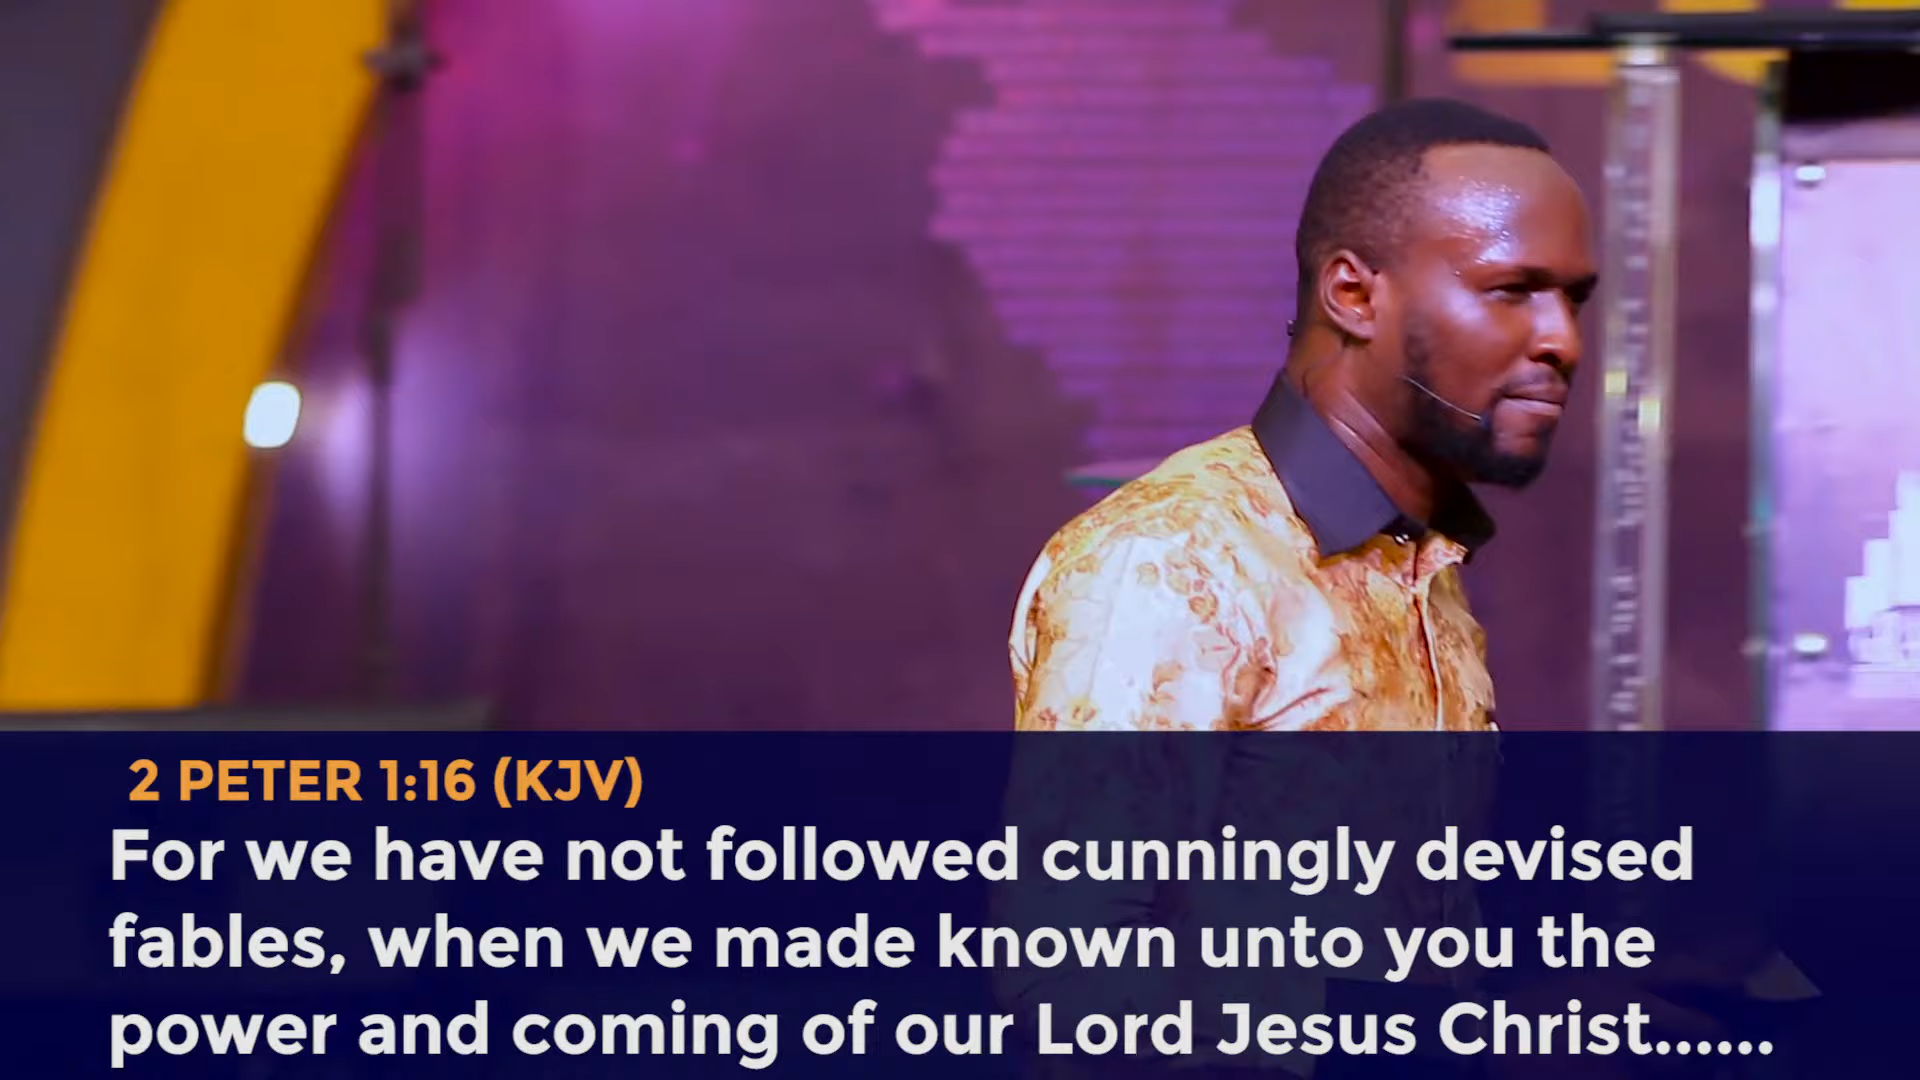 2 PETER 1:16 (KJV)
For we have not followed cunningly devised
fables, when we made known unto you the
power and coming of our Lord Jesus Christ......